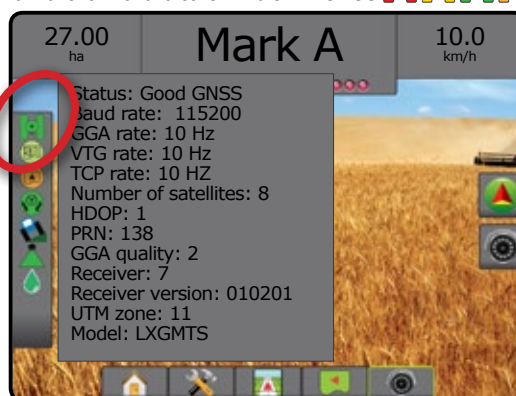 27.00
ha
Mark A
10.0
km/h
Status: Good GNSS
Baud rate: 115200
GGA rate: 10 Hz
VTG rate: 10 Hz
TCP rate: 10 HZ
Number of satellites: 8
HDOP: 1
PRN: 138
GGA quality: 2
Receiver: 7
Receiver version: 010201
UTM zone: 11
Model: LXGMTS